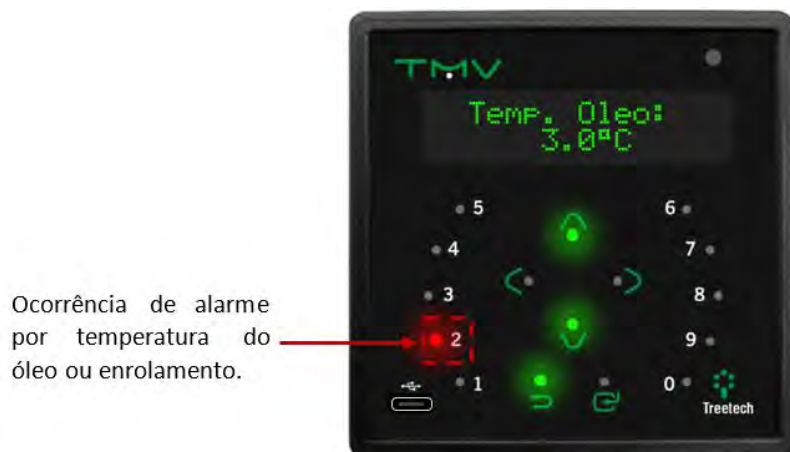 TMV
Temp. Oleo:
3.0ºC
5
6
4
7
3
8
Ocorrência de alarme
por temperatura do
óleo ou enrolamento.
2
9
1
0
Treetech